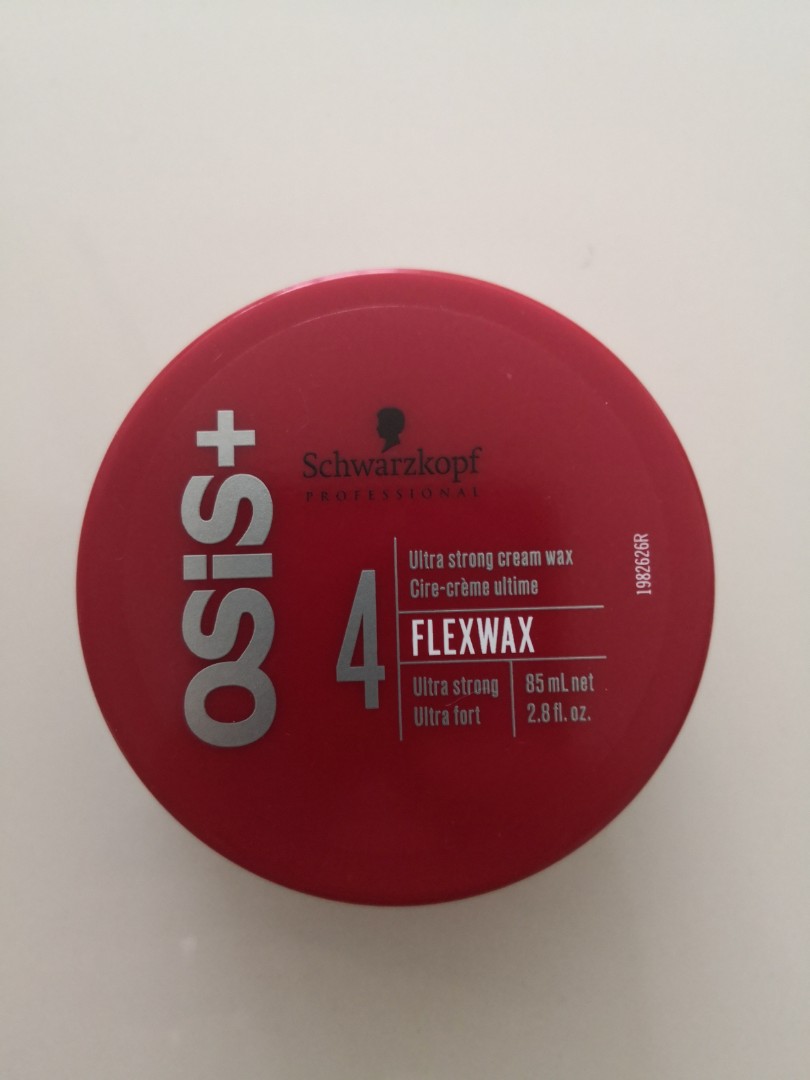 OSiS+
Schwarzkopf
PROFESSIONAL
4
Ultra strong cream wax
Cire-crème ultime
FLEXWAX
Ultra strong
Ultra fort
85 mL net
2.8 fl. oz.
1982626R